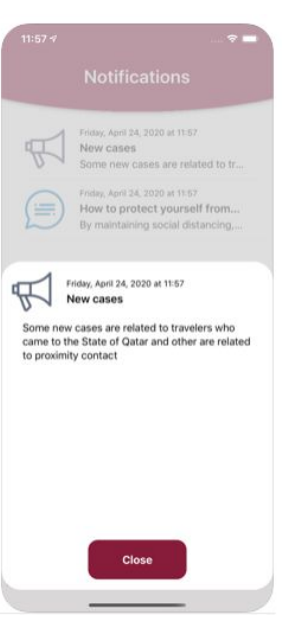 11:57
Notifications
Friday, April 24, 2020 at 11:57
New cases
Some new cases are related to tr...
Friday, April 24, 2020 at 11:57
How to protect yourself from...
By maintaining social distancing,...
Friday, April 24, 2020 at 11:57
New cases
Some new cases are related to travelers who
came to the State of Qatar and other are related
to proximity contact
Close